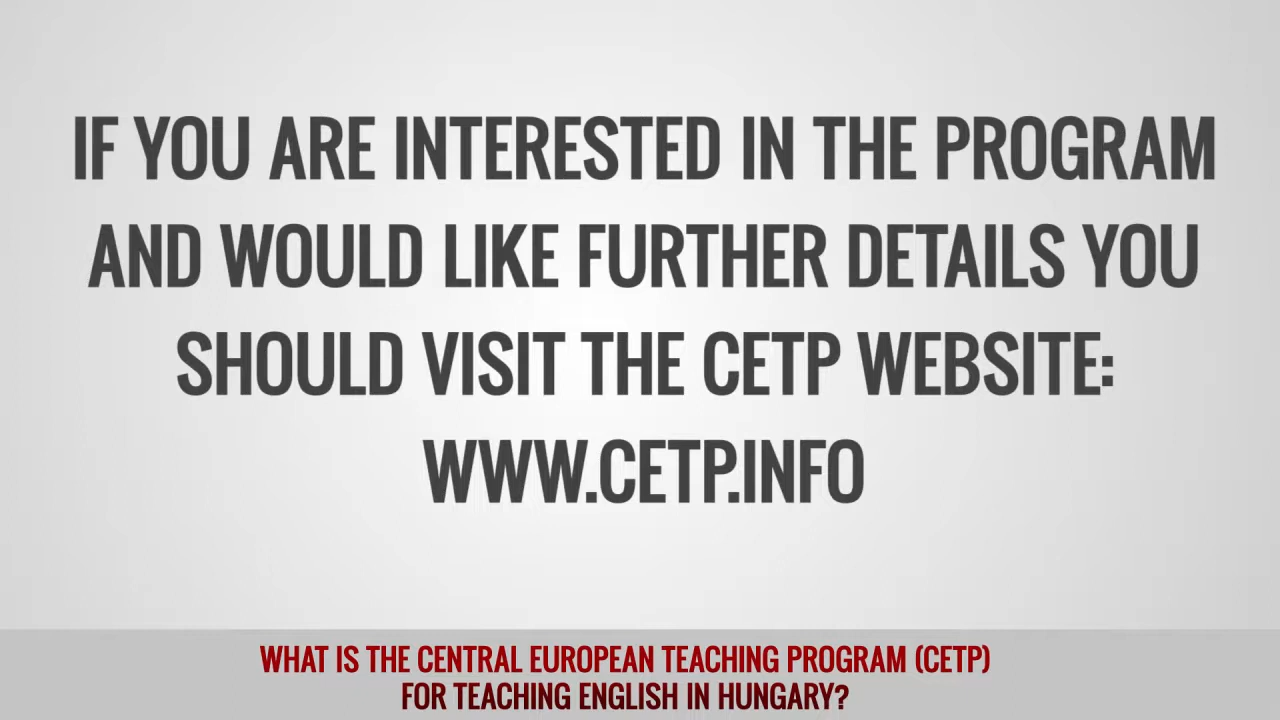 IF YOU ARE INTERESTED IN THE PROGRAM
AND WOULD LIKE FURTHER DETAILS YOU
SHOULD VISIT THE CETP WEBSITE:
WWW.CETP.INFO
WHAT IS THE CENTRAL EUROPEAN TEACHING PROGRAM (CETP)
FOR TEACHING ENGLISH IN HUNGARY?